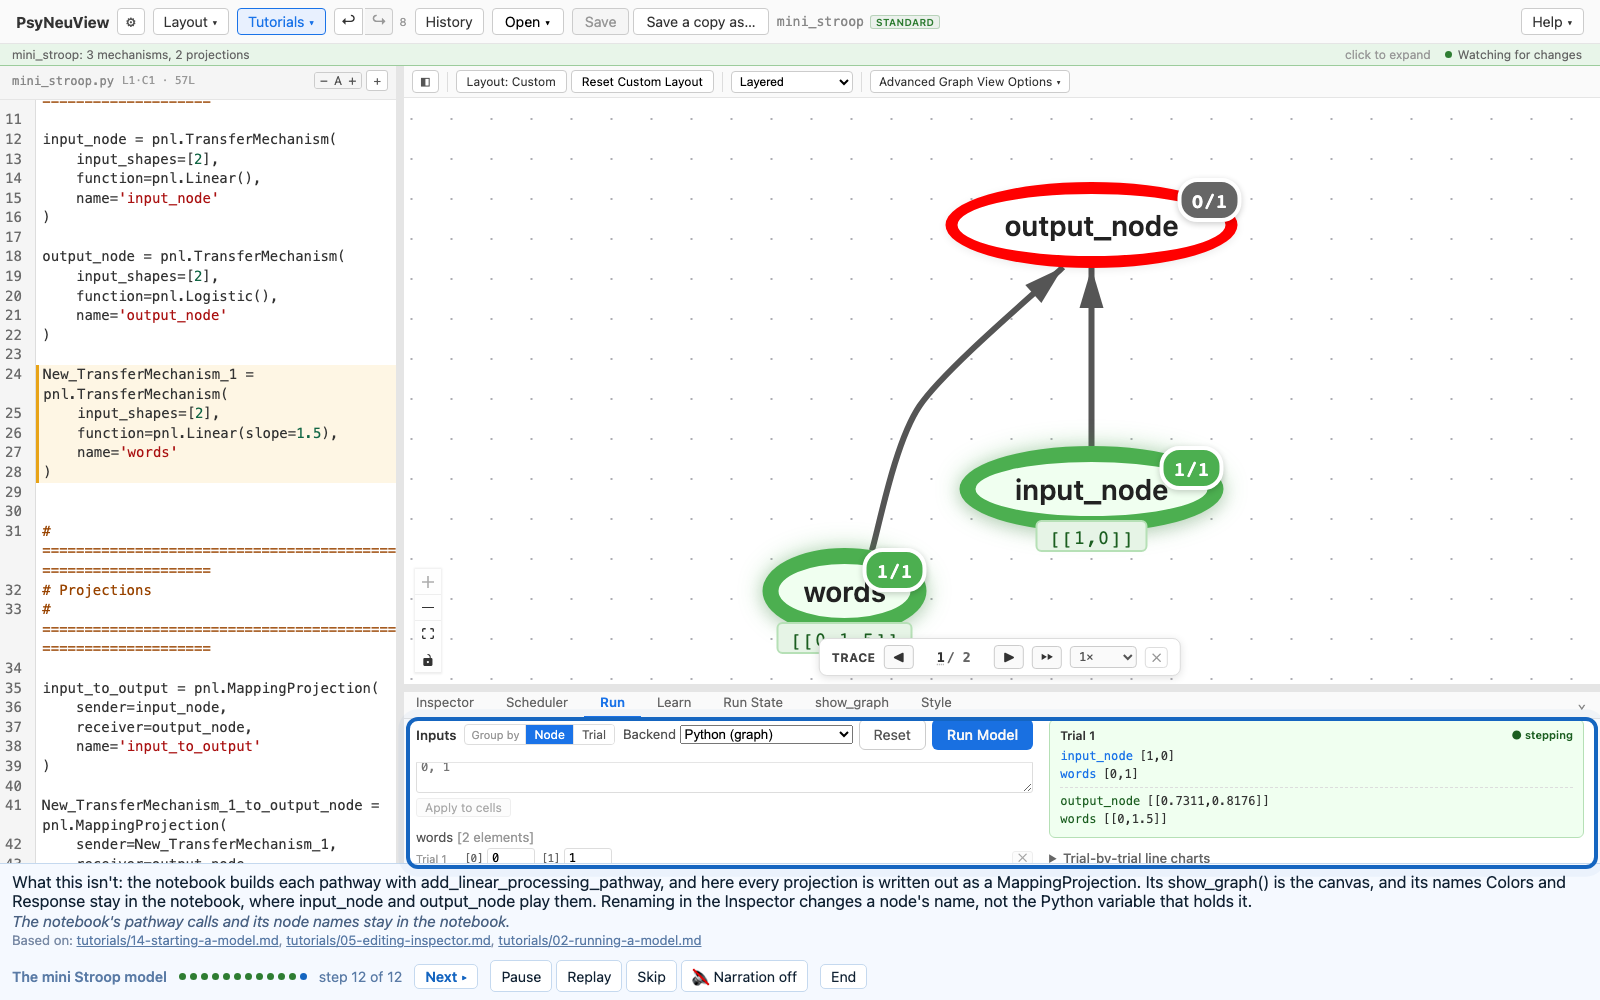 PsyNeuView
Layout ▾
Tutorials ▾
8
History
Open ▾
Save
Save a copy as...
mini_stroop
STANDARD
Help ▾
mini_stroop: 3 mechanisms, 2 projections
click to expand
Watching for changes
mini_stroop.py L1:C1 · 57L
− A +
+
Layout: Custom
Reset Custom Layout
Layered
Advanced Graph View Options ▾
====================
11
12 input_node = pnl.TransferMechanism(
13 input_shapes=[2],
14 function=pnl.Linear(),
15 name='input_node'
16 )
17
18 output_node = pnl.TransferMechanism(
19 input_shapes=[2],
20 function=pnl.Logistic(),
21 name='output_node'
22 )
23
24 New_TransferMechanism_1 =
pnl.TransferMechanism(
25 input_shapes=[2],
26 function=pnl.Linear(slope=1.5),
27 name='words'
28 )
29
30
31 #
==========================================
====================
32 # Projections
33 #
==========================================
====================
34
35 input_to_output = pnl.MappingProjection(
36 sender=input_node,
37 receiver=output_node,
38 name='input_to_output'
39 )
40
41 New_TransferMechanism_1_to_output_node =
pnl.MappingProjection(
42 sender=New_TransferMechanism_1,
43 receiver=output_node,
output_node
0/1
input_node
1/1
[[1,0]]
words
1/1
[[0,1.5]]
TRACE
1 / 2
1×
Inspector
Scheduler
Run
Learn
Run State
show_graph
Style
Inputs
Group by
Node
Trial
Backend
Python (graph)
Reset
Run Model
0, 1
Apply to cells
words [2 elements]
Trial 1 [0] 0 [1] 1
Trial 1
stepping
input_node [1,0]
words [0,1]
output_node [[0.7311,0.8176]]
words [[0,1.5]]
Trial-by-trial line charts
What this isn't: the notebook builds each pathway with add_linear_processing_pathway, and here every projection is written out as a MappingProjection. Its show_graph() is the canvas, and its names Colors and
Response stay in the notebook, where input_node and output_node play them. Renaming in the Inspector changes a node's name, not the Python variable that holds it.
The notebook's pathway calls and its node names stay in the notebook.
Based on: tutorials/14-starting-a-model.md, tutorials/05-editing-inspector.md, tutorials/02-running-a-model.md
The mini Stroop model
step 12 of 12
Next ▸
Pause
Replay
Skip
Narration off
End